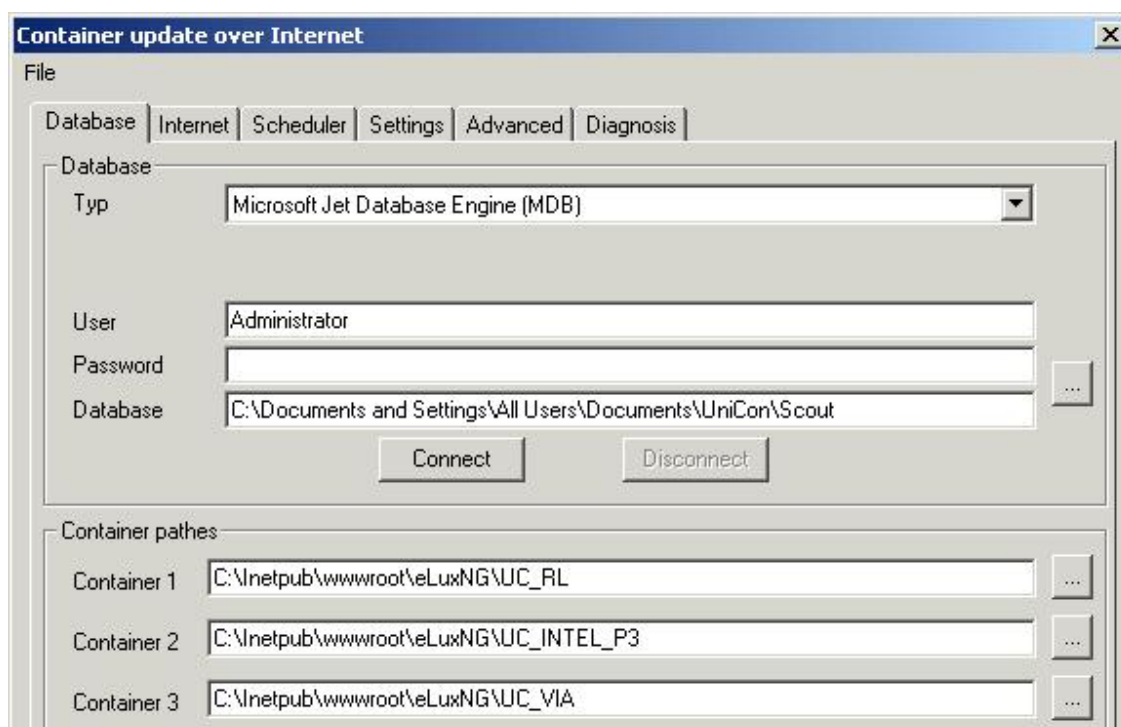 Container update over Internet
File
Database Internet Scheduler Settings Advanced Diagnosis
Database
Typ Microsoft Jet Database Engine (MDB)
User Administrator
Password
...
Database C:\Documents and Settings\All Users\Documents\UniCon\Scout
Connect Disconnect
Container pathes
Container 1 C:\Inetpub\wwwroot\eLuxNG\UC_RL ...
Container 2 C:\Inetpub\wwwroot\eLuxNG\UC_INTEL_P3 ...
Container 3 C:\Inetpub\wwwroot\eLuxNG\UC_VIA ...